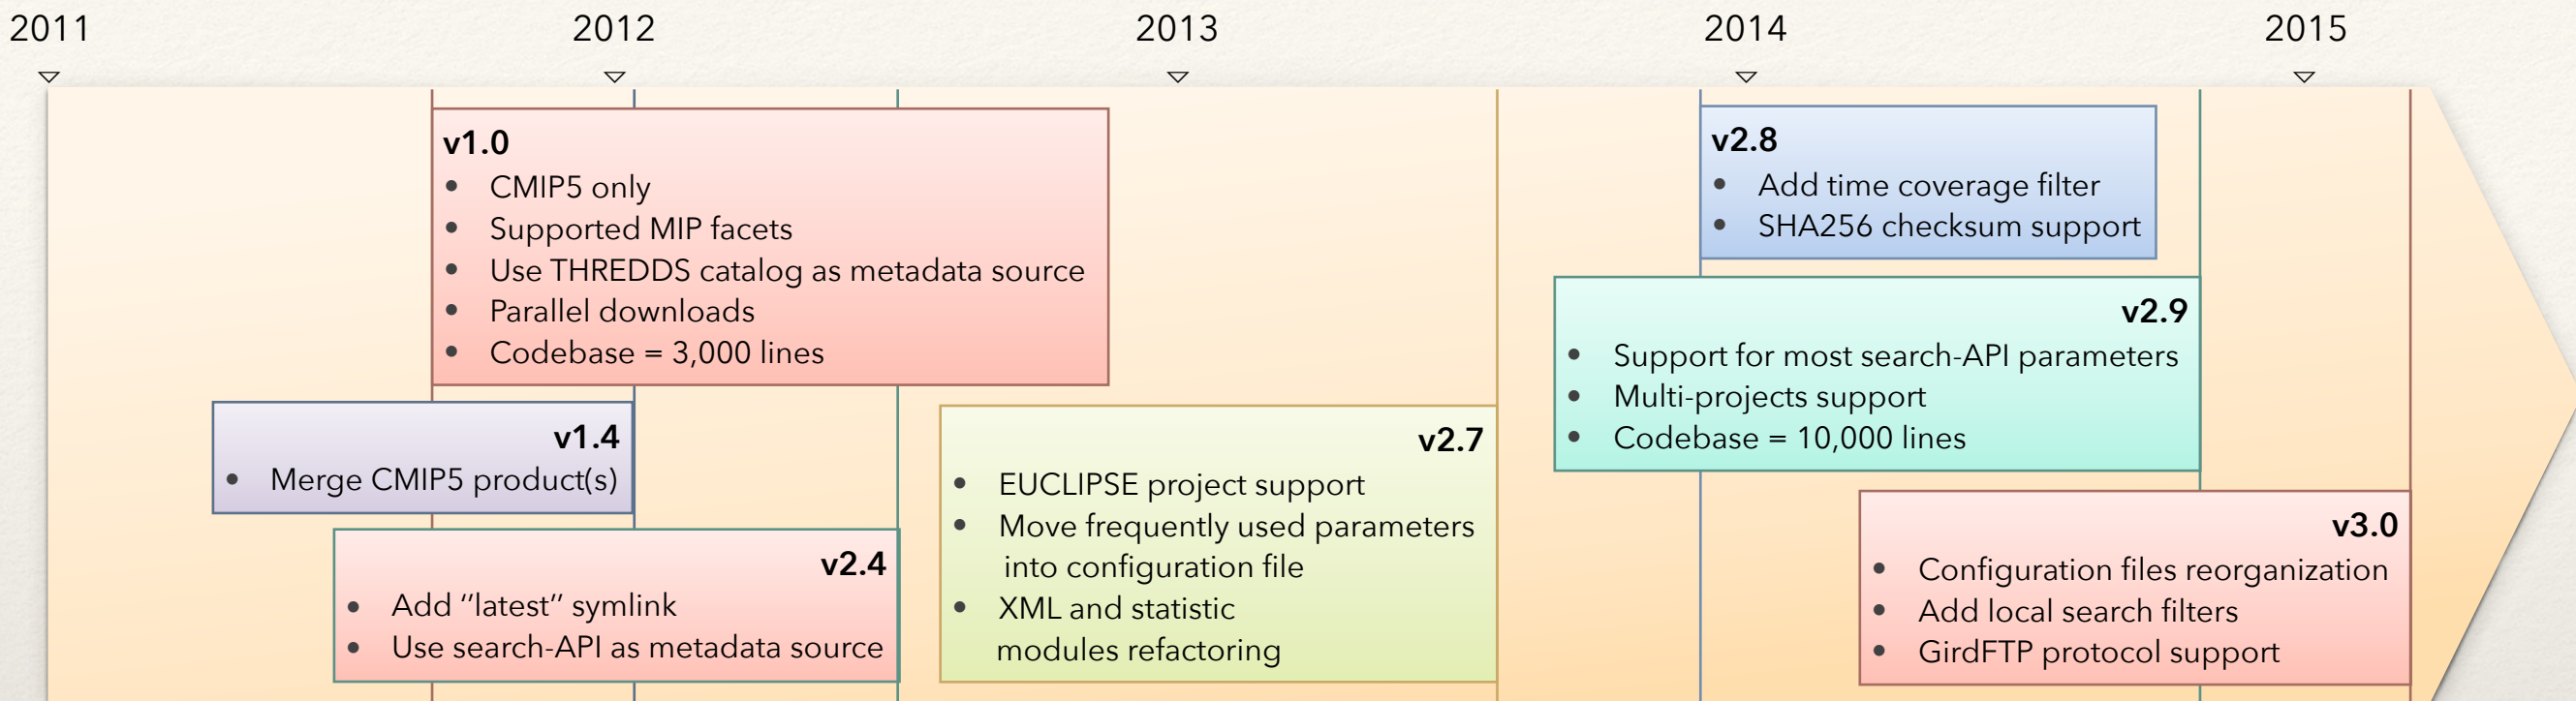 2011
2012
2013
2014
2015
v1.0
• CMIP5 only
• Supported MIP facets
• Use THREDDS catalog as metadata source
• Parallel downloads
• Codebase = 3,000 lines
v1.4
• Merge CMIP5 product(s)
v2.4
• Add “latest” symlink
• Use search-API as metadata source
v2.7
• EUCLIPSE project support
• Move frequently used parameters
into configuration file
• XML and statistic
modules refactoring
v2.8
• Add time coverage filter
• SHA256 checksum support
v2.9
• Support for most search-API parameters
• Multi-projects support
• Codebase = 10,000 lines
v3.0
• Configuration files reorganization
• Add local search filters
• GirdFTP protocol support